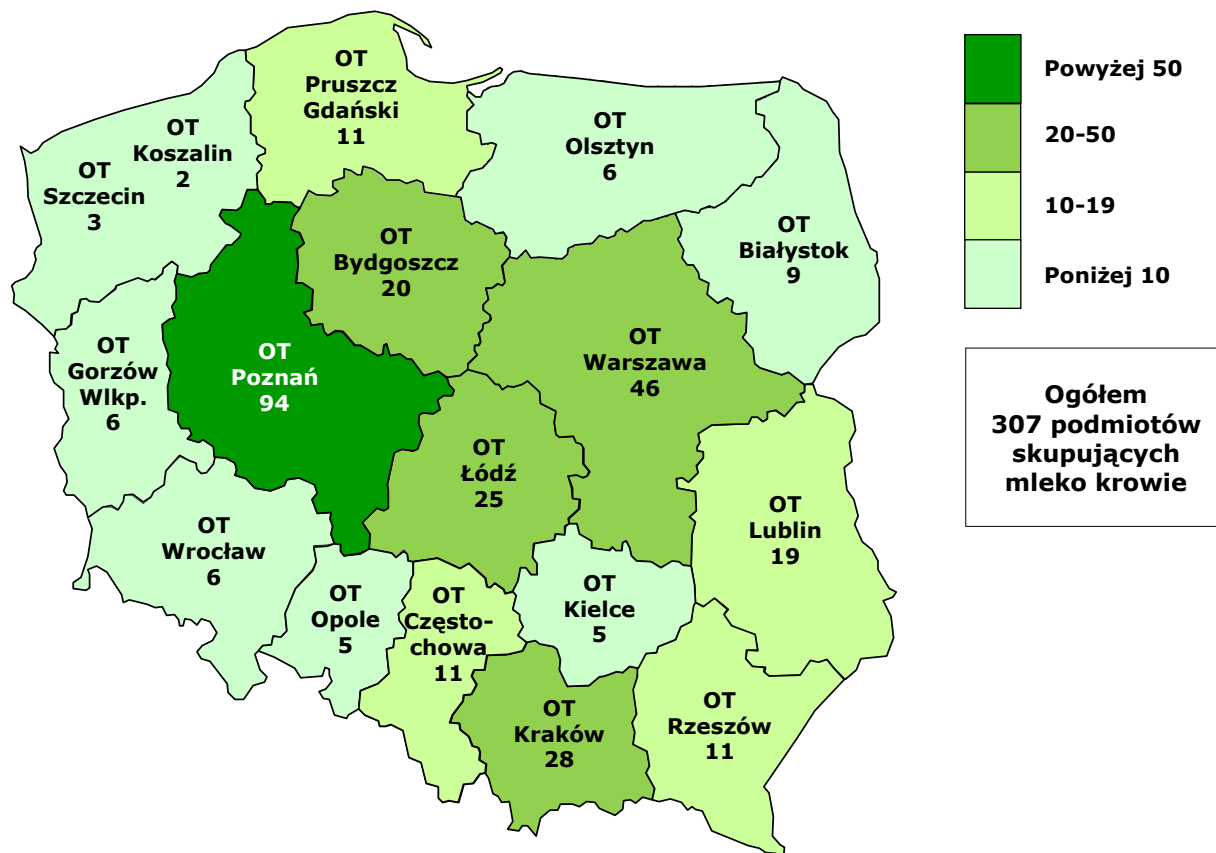 OT
Pruszcz
Gdański
11
OT
Koszalin
2
OT
Szczecin
3
OT
Olsztyn
6
OT
Białystok
9
OT
Bydgoszcz
20
OT
Gorzów
Wlkp.
6
OT
Poznań
94
OT
Warszawa
46
OT
Łódź
25
OT
Lublin
19
OT
Wrocław
6
OT
Opole
5
OT
Często-
chowa
11
OT
Kielce
5
OT
Kraków
28
OT
Rzeszów
11
Powyżej 50
20-50
10-19
Poniżej 10
Ogółem
307 podmiotów
skupujących
mleko krowie